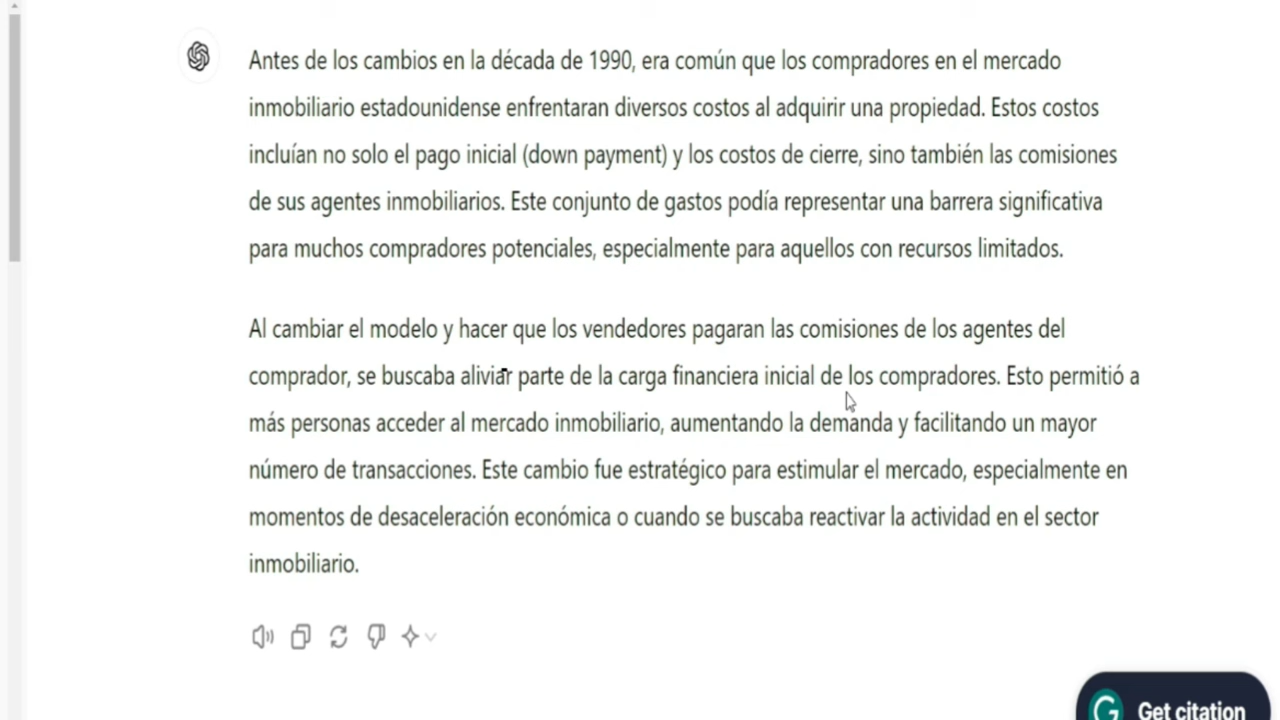 Antes de los cambios en la década de 1990, era común que los compradores en el mercado
inmobiliario estadounidense enfrentaran diversos costos al adquirir una propiedad. Estos costos
incluían no solo el pago inicial (down payment) y los costos de cierre, sino también las comisiones
de sus agentes inmobiliarios. Este conjunto de gastos podía representar una barrera significativa
para muchos compradores potenciales, especialmente para aquellos con recursos limitados.
Al cambiar el modelo y hacer que los vendedores pagaran las comisiones de los agentes del
comprador, se buscaba aliviar parte de la carga financiera inicial de los compradores. Esto permitió a
más personas acceder al mercado inmobiliario, aumentando la demanda y facilitando un mayor
número de transacciones. Este cambio fue estratégico para estimular el mercado, especialmente en
momentos de desaceleración económica o cuando se buscaba reactivar la actividad en el sector
inmobiliario.
Get citation